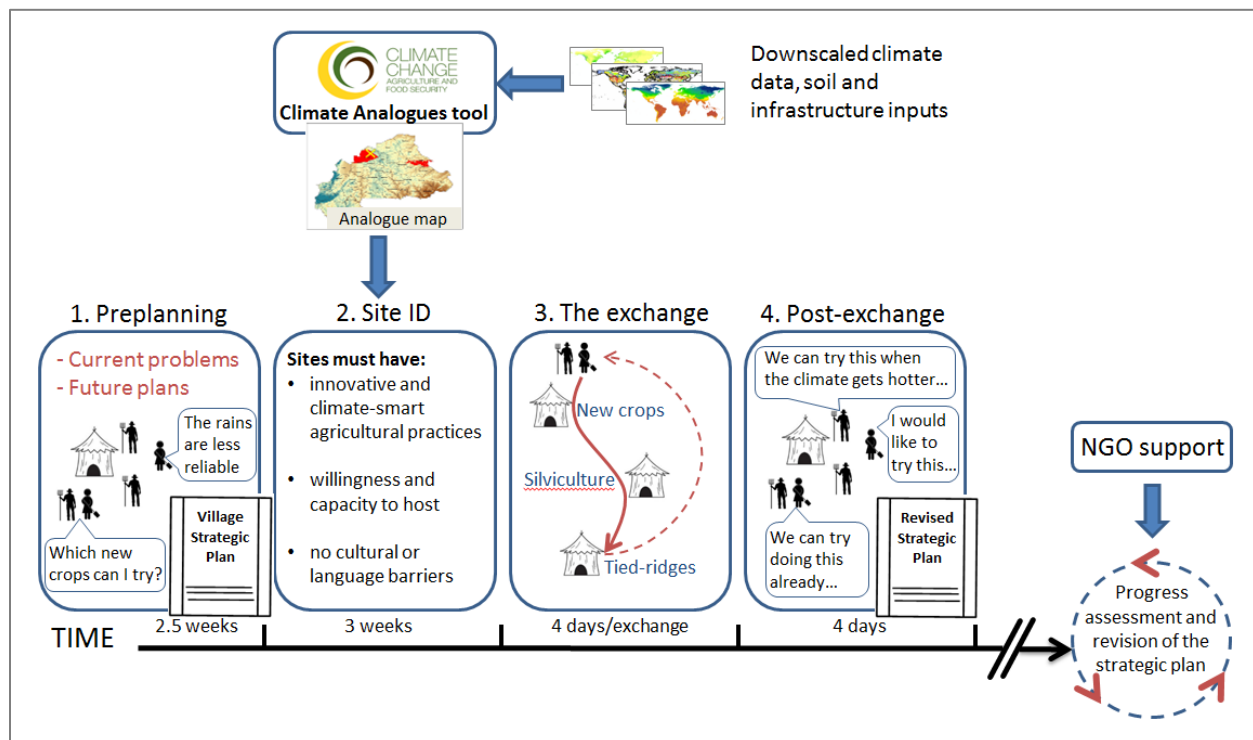 CLIMATE
CHANGE
AGRICULTURE AND
FOOD SECURITY
Climate Analogues tool
Downscaled climate
data, soil and
infrastructure inputs
Analogue map
1. Preplanning
- Current problems
- Future plans
The rains
are less
reliable
Which new
crops can I try?
Village
Strategic
Plan
2. Site ID
Sites must have:
• innovative and
climate-smart
agricultural practices
• willingness and
capacity to host
• no cultural or
language barriers
3. The exchange
New crops
Silviculture
Tied-ridges
4. Post-exchange
We can try this when
the climate gets hotter...
I would
like to
try this...
We can try
doing this
already...
Revised
Strategic
Plan
NGO support
Progress
assessment and
revision of the
strategic plan
TIME
2.5 weeks
3 weeks
4 days/exchange
4 days